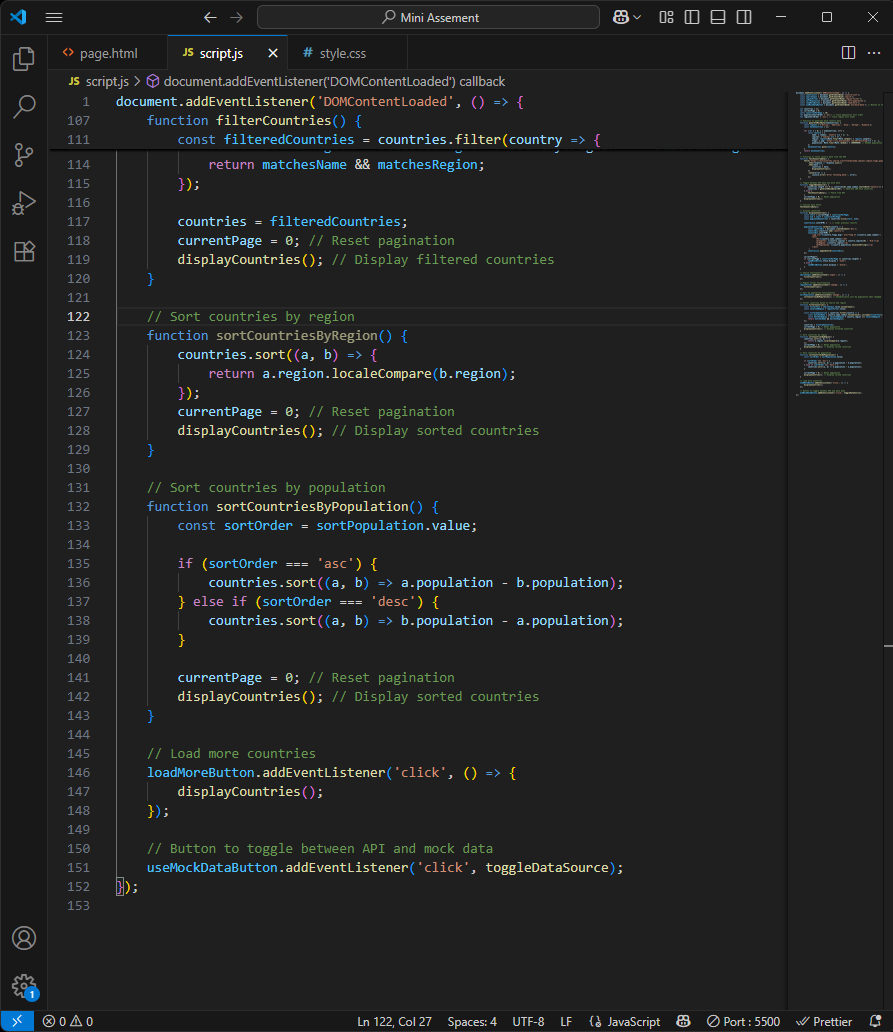 Mini Assement
page.html
JS script.js
# style.css
JS script.js > document.addEventListener('DOMContentLoaded') callback
1 document.addEventListener('DOMContentLoaded', () => {
107 function filterCountries() {
111 const filteredCountries = countries.filter(country => {
114 return matchesName && matchesRegion;
115 });
116
117 countries = filteredCountries;
118 currentPage = 0; // Reset pagination
119 displayCountries(); // Display filtered countries
120 }
121
122 // Sort countries by region
123 function sortCountriesByRegion() {
124 countries.sort((a, b) => {
125 return a.region.localeCompare(b.region);
126 });
127 currentPage = 0; // Reset pagination
128 displayCountries(); // Display sorted countries
129 }
130
131 // Sort countries by population
132 function sortCountriesByPopulation() {
133 const sortOrder = sortPopulation.value;
134
135 if (sortOrder === 'asc') {
136 countries.sort((a, b) => a.population - b.population);
137 } else if (sortOrder === 'desc') {
138 countries.sort((a, b) => b.population - a.population);
139 }
140
141 currentPage = 0; // Reset pagination
142 displayCountries(); // Display sorted countries
143 }
144
145 // Load more countries
146 loadMoreButton.addEventListener('click', () => {
147 displayCountries();
148 });
149
150 // Button to toggle between API and mock data
151 useMockDataButton.addEventListener('click', toggleDataSource);
152 });
153
1
0 0 Ln 122, Col 27 Spaces: 4 UTF-8 LF {} JavaScript Port : 5500 Prettier